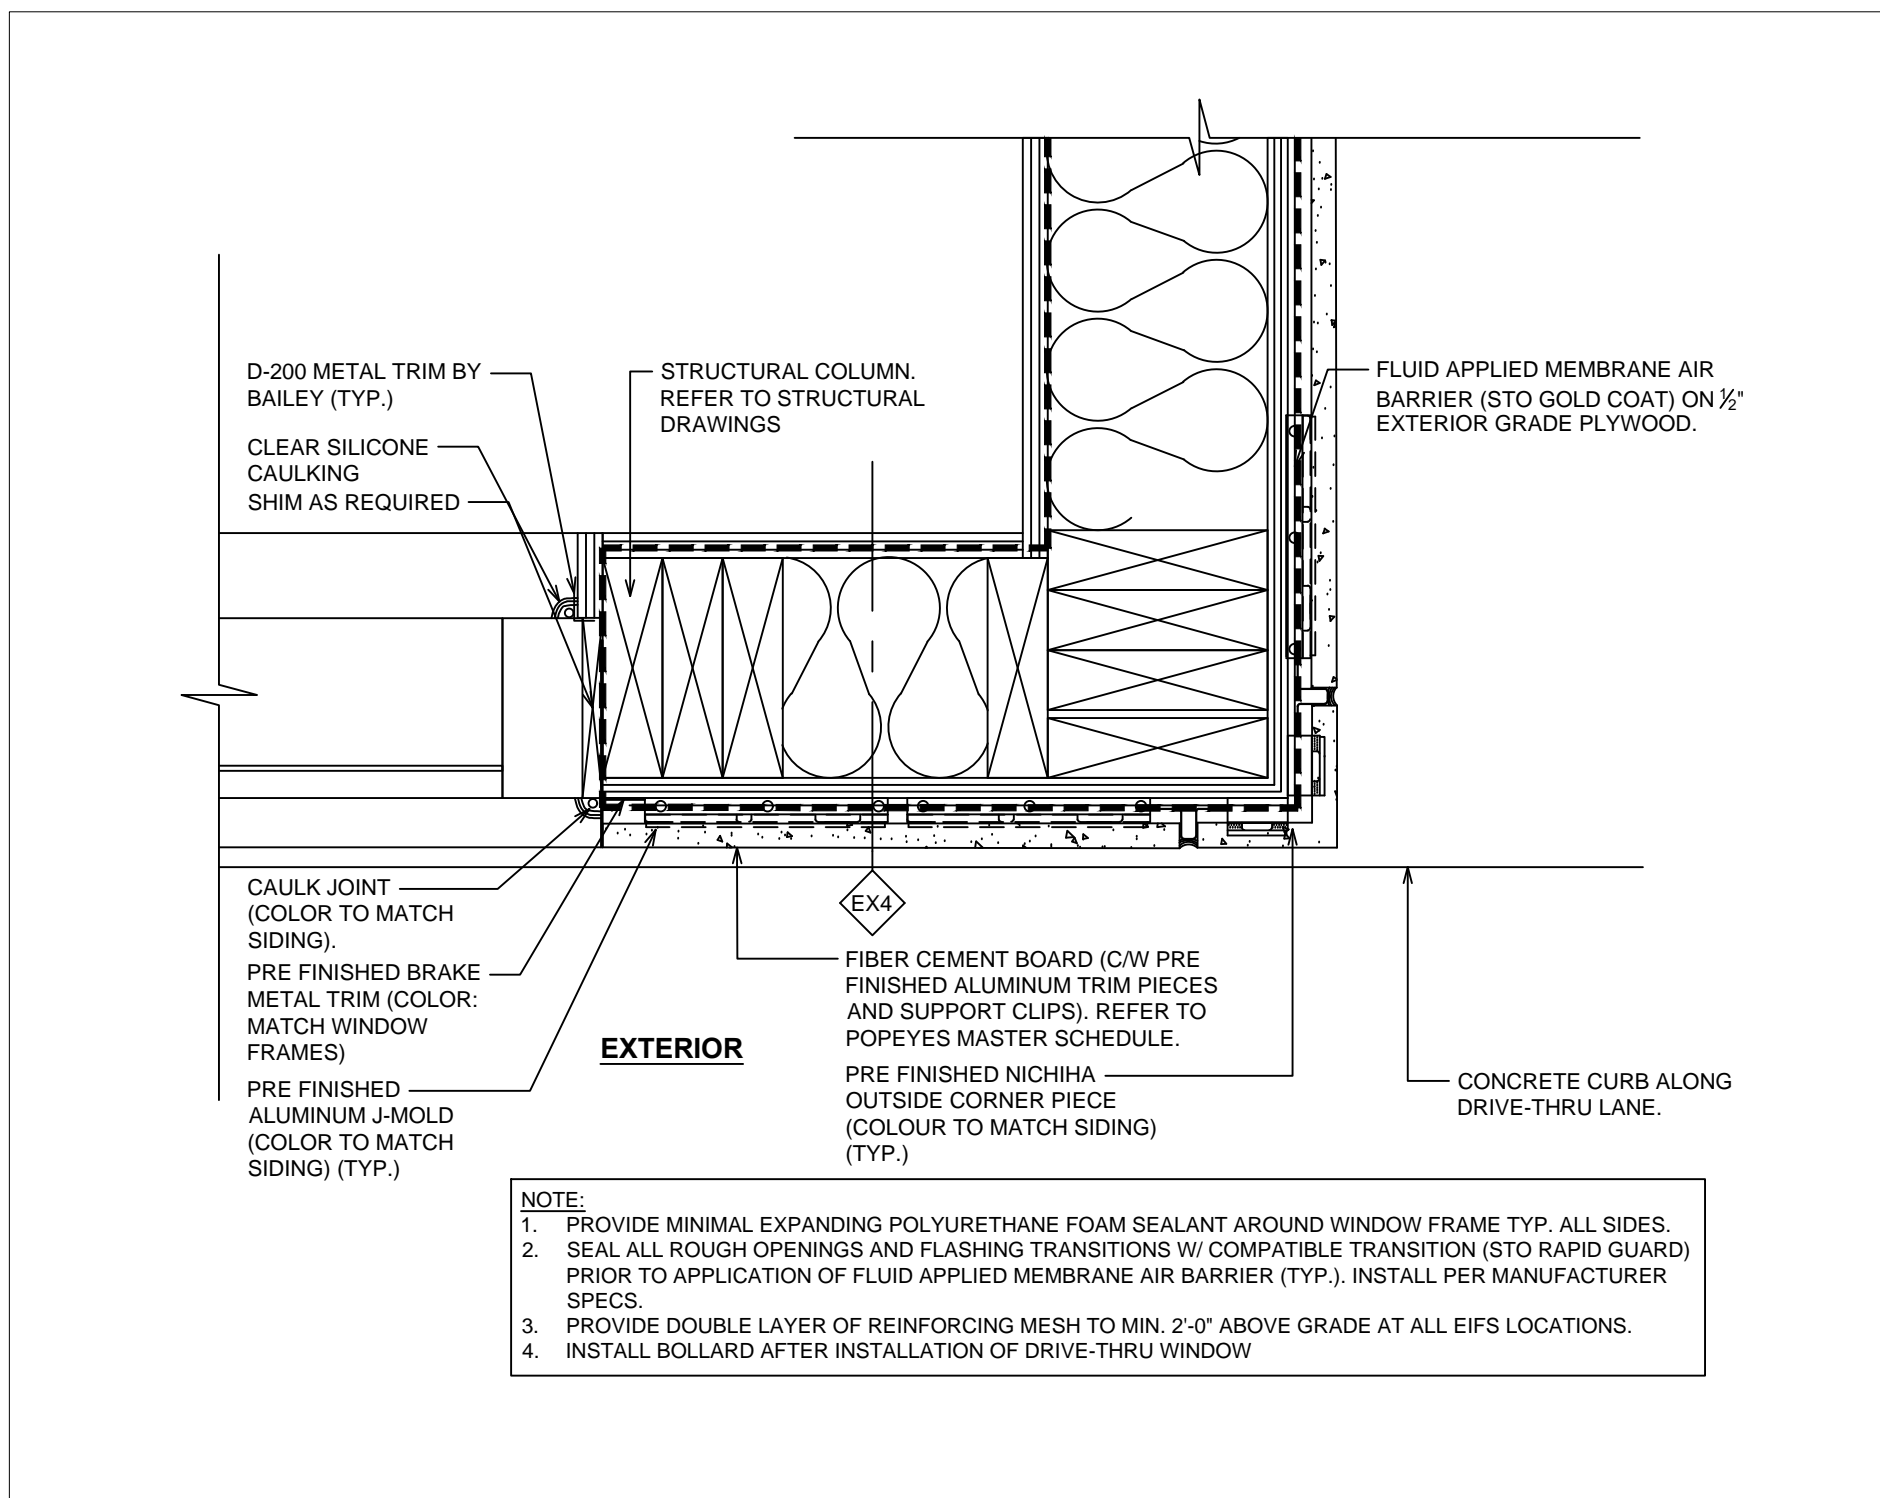 D-200 METAL TRIM BY
BAILEY (TYP.)
CLEAR SILICONE
CAULKING
SHIM AS REQUIRED
STRUCTURAL COLUMN.
REFER TO STRUCTURAL
DRAWINGS
FLUID APPLIED MEMBRANE AIR
BARRIER (STO GOLD COAT) ON ½"
EXTERIOR GRADE PLYWOOD.
CAULK JOINT
(COLOR TO MATCH
SIDING).
PRE FINISHED BRAKE
METAL TRIM (COLOR:
MATCH WINDOW
FRAMES)
PRE FINISHED
ALUMINUM J-MOLD
(COLOR TO MATCH
SIDING) (TYP.)
EXTERIOR
EX4
FIBER CEMENT BOARD (C/W PRE
FINISHED ALUMINUM TRIM PIECES
AND SUPPORT CLIPS). REFER TO
POPEYES MASTER SCHEDULE.
PRE FINISHED NICHIHA
OUTSIDE CORNER PIECE
(COLOUR TO MATCH SIDING)
(TYP.)
CONCRETE CURB ALONG
DRIVE-THRU LANE.
NOTE:
1. PROVIDE MINIMAL EXPANDING POLYURETHANE FOAM SEALANT AROUND WINDOW FRAME TYP. ALL SIDES.
2. SEAL ALL ROUGH OPENINGS AND FLASHING TRANSITIONS W/ COMPATIBLE TRANSITION (STO RAPID GUARD)
PRIOR TO APPLICATION OF FLUID APPLIED MEMBRANE AIR BARRIER (TYP.). INSTALL PER MANUFACTURER
SPECS.
3. PROVIDE DOUBLE LAYER OF REINFORCING MESH TO MIN. 2'-0" ABOVE GRADE AT ALL EIFS LOCATIONS.
4. INSTALL BOLLARD AFTER INSTALLATION OF DRIVE-THRU WINDOW